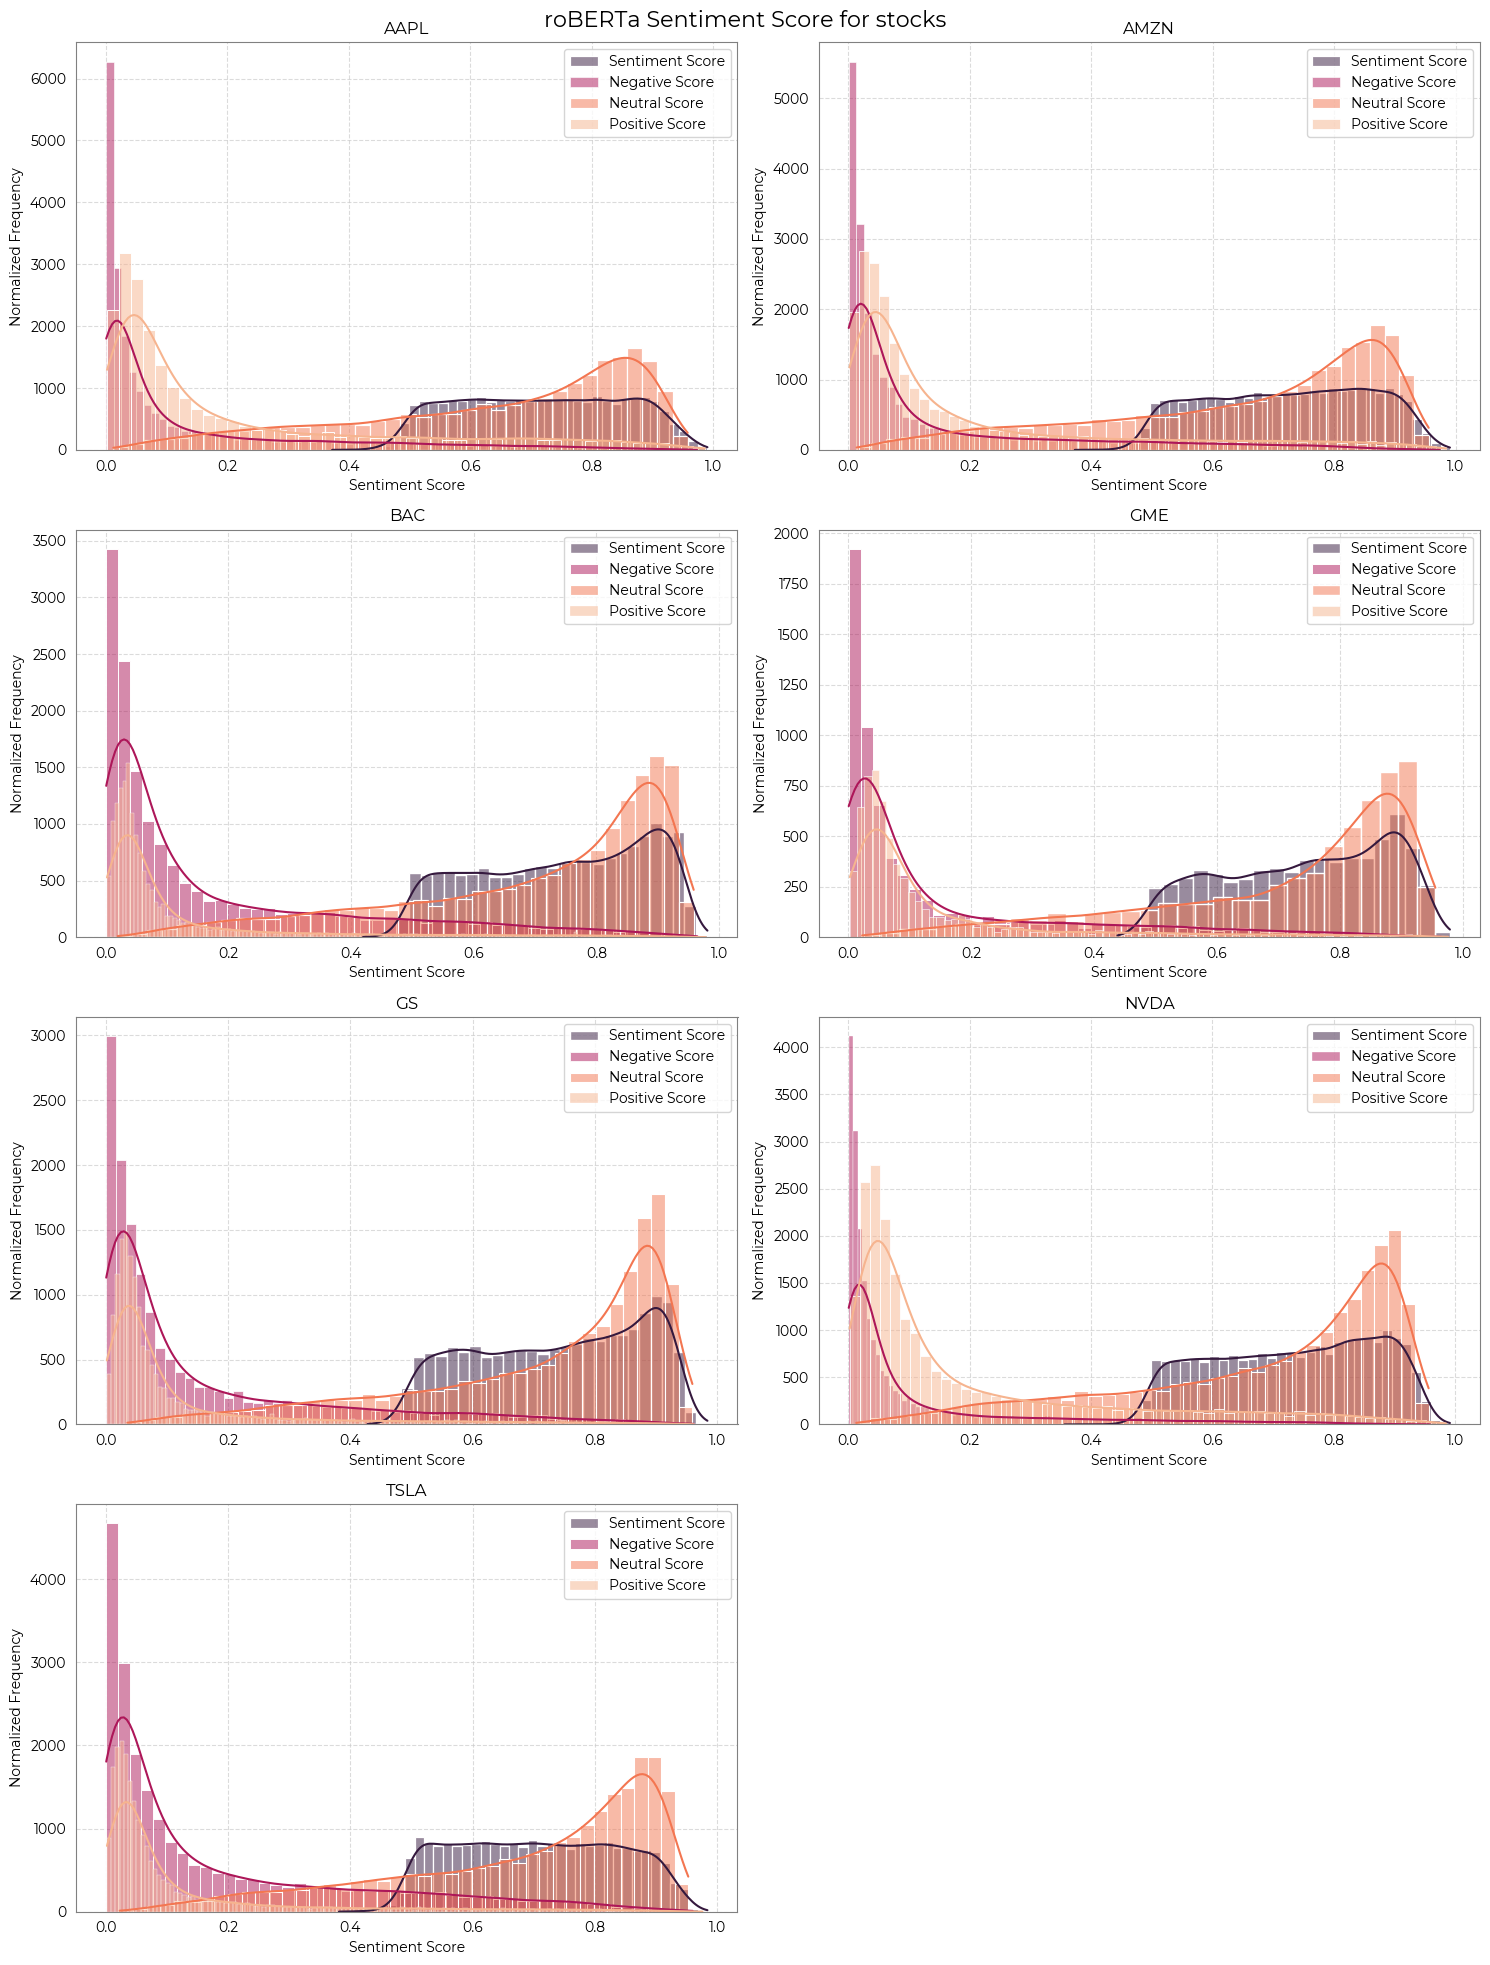 roBERTa Sentiment Score for stocks
AAPL
Sentiment Score
Negative Score
Neutral Score
Positive Score
6000
5000
4000
3000
2000
1000
0
Normalized Frequency
0.0 0.2 0.4 0.6 0.8 1.0
Sentiment Score
AMZN
Sentiment Score
Negative Score
Neutral Score
Positive Score
5000
4000
3000
2000
1000
0
Normalized Frequency
0.0 0.2 0.4 0.6 0.8 1.0
Sentiment Score
BAC
Sentiment Score
Negative Score
Neutral Score
Positive Score
3500
3000
2500
2000
1500
1000
500
0
Normalized Frequency
0.0 0.2 0.4 0.6 0.8 1.0
Sentiment Score
GME
Sentiment Score
Negative Score
Neutral Score
Positive Score
2000
1750
1500
1250
1000
750
500
250
0
Normalized Frequency
0.0 0.2 0.4 0.6 0.8 1.0
Sentiment Score
GS
Sentiment Score
Negative Score
Neutral Score
Positive Score
3000
2500
2000
1500
1000
500
0
Normalized Frequency
0.0 0.2 0.4 0.6 0.8 1.0
Sentiment Score
NVDA
Sentiment Score
Negative Score
Neutral Score
Positive Score
4000
3500
3000
2500
2000
1500
1000
500
0
Normalized Frequency
0.0 0.2 0.4 0.6 0.8 1.0
Sentiment Score
TSLA
Sentiment Score
Negative Score
Neutral Score
Positive Score
4000
3000
2000
1000
0
Normalized Frequency
0.0 0.2 0.4 0.6 0.8 1.0
Sentiment Score